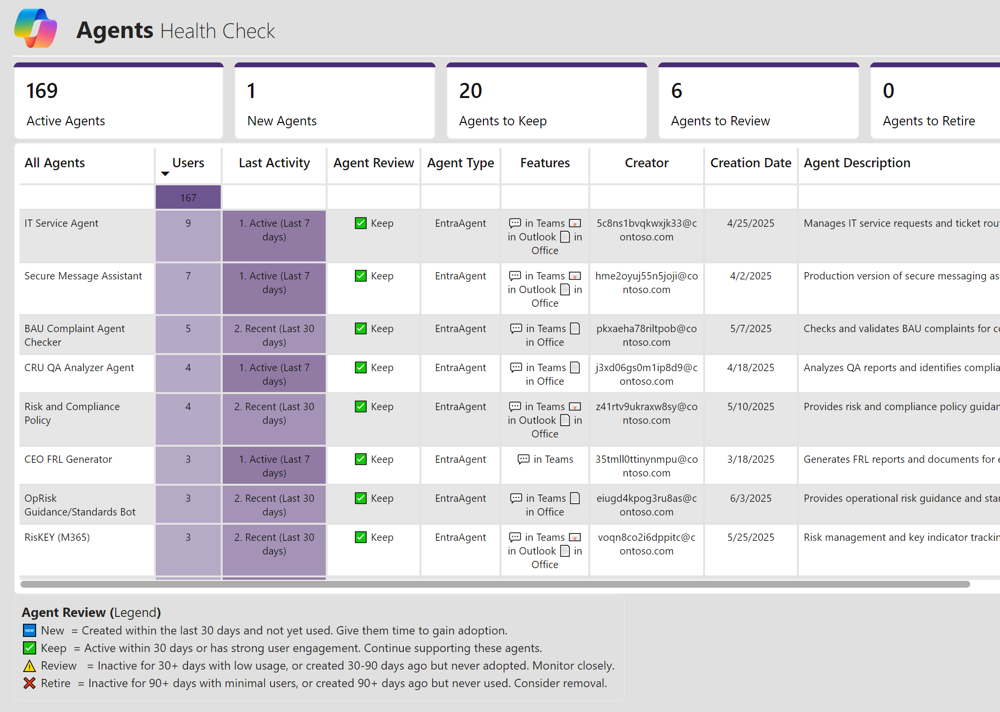 Agents Health Check
169
Active Agents
1
New Agents
20
Agents to Keep
6
Agents to Review
0
Agents to Retire
All Agents Users Last Activity Agent Review Agent Type Features Creator Creation Date Agent Description
167
IT Service Agent 9 1. Active (Last 7 days) Keep EntraAgent in Teams in Outlook in Office 5c8ns1bvqkwxjk33@contoso.com 4/25/2025 Manages IT service requests and ticket
Secure Message Assistant 7 1. Active (Last 7 days) Keep EntraAgent in Teams in Outlook in Office hme2oyuj55n5joji@contoso.com 4/2/2025 Production version of secure messaging
BAU Complaint Agent Checker 5 2. Recent (Last 30 days) Keep EntraAgent in Teams in Office pkxaeha78riltpob@contoso.com 5/7/2025 Checks and validates BAU complaints for
CRU QA Analyzer Agent 4 1. Active (Last 7 days) Keep EntraAgent in Teams in Office j3xd06gs0m1ip8d9@contoso.com 4/18/2025 Analyzes QA reports and identifies
Risk and Compliance Policy 4 2. Recent (Last 30 days) Keep EntraAgent in Teams in Outlook in Office z41rtv9ukraxw8sy@contoso.com 5/10/2025 Provides risk and compliance policy
CEO FRL Generator 3 1. Active (Last 7 days) Keep EntraAgent in Teams 35tmll0ttinynmpu@contoso.com 3/18/2025 Generates FRL reports and documents for
OpRisk Guidance/Standards Bot 3 2. Recent (Last 30 days) Keep EntraAgent in Teams in Office eiugd4kpog3ru8as@contoso.com 6/3/2025 Provides operational risk guidance and
RisKEY (M365) 3 2. Recent (Last 30 days) Keep EntraAgent in Teams in Outlook in Office voqn8co2i6dppitc@contoso.com 5/25/2025 Risk management and key indicator
Agent Review (Legend)
NEW New = Created within the last 30 days and not yet used. Give them time to gain adoption.
Keep = Active within 30 days or has strong user engagement. Continue supporting these agents.
Review = Inactive for 30+ days with low usage, or created 30-90 days ago but never adopted. Monitor closely.
Retire = Inactive for 90+ days with minimal users, or created 90+ days ago but never used. Consider removal.